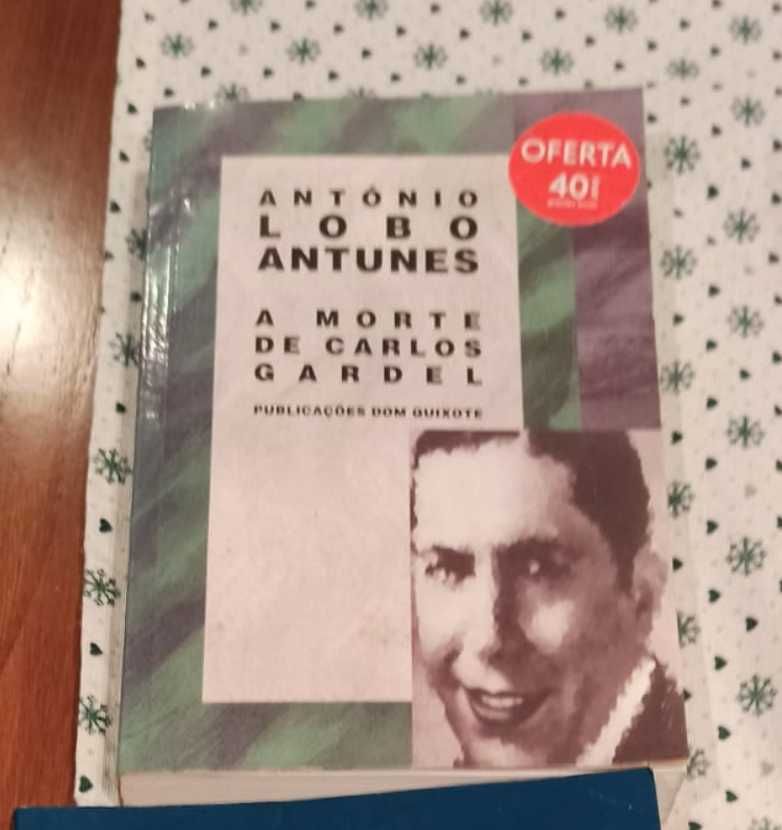 OFERTA
40
ANTÓNIO
LOBO
ANTUNES
A MORTE
DE CARLOS
GARDEL
PUBLICAÇÕES DOM QUIXOTE